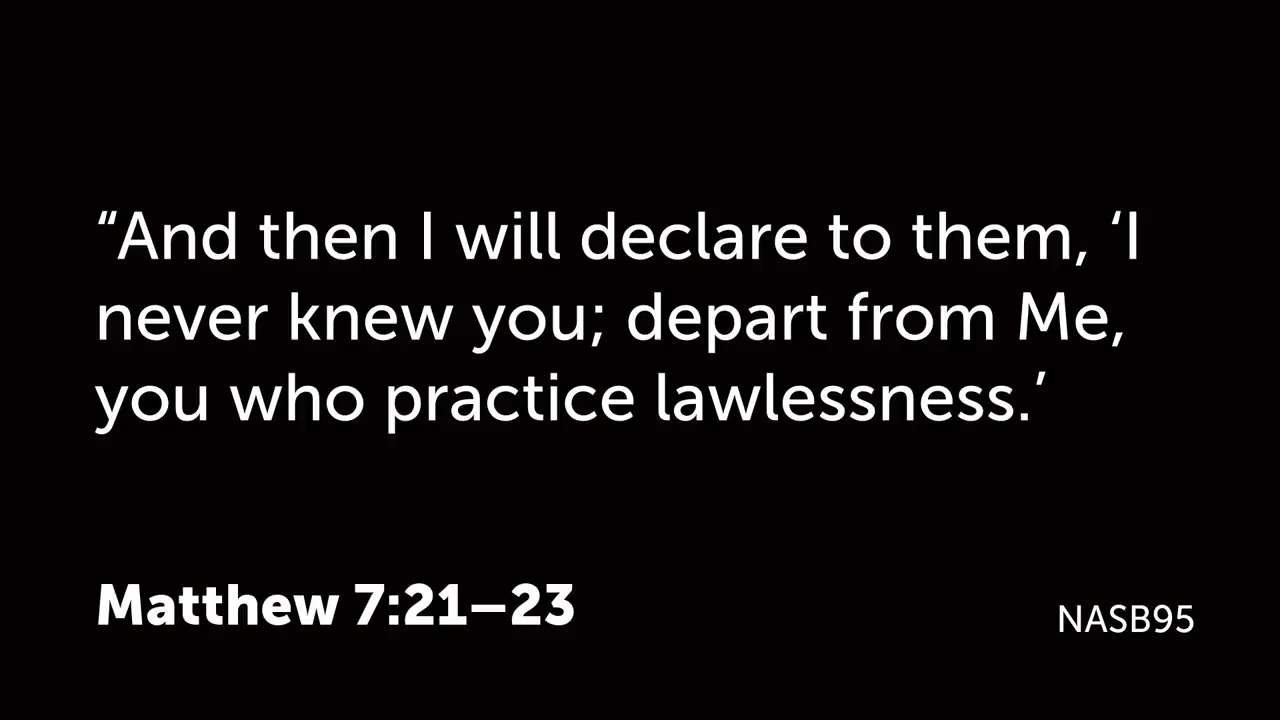 “And then I will declare to them, ‘I
never knew you; depart from Me,
you who practice lawlessness.’
Matthew 7:21–23
NASB95